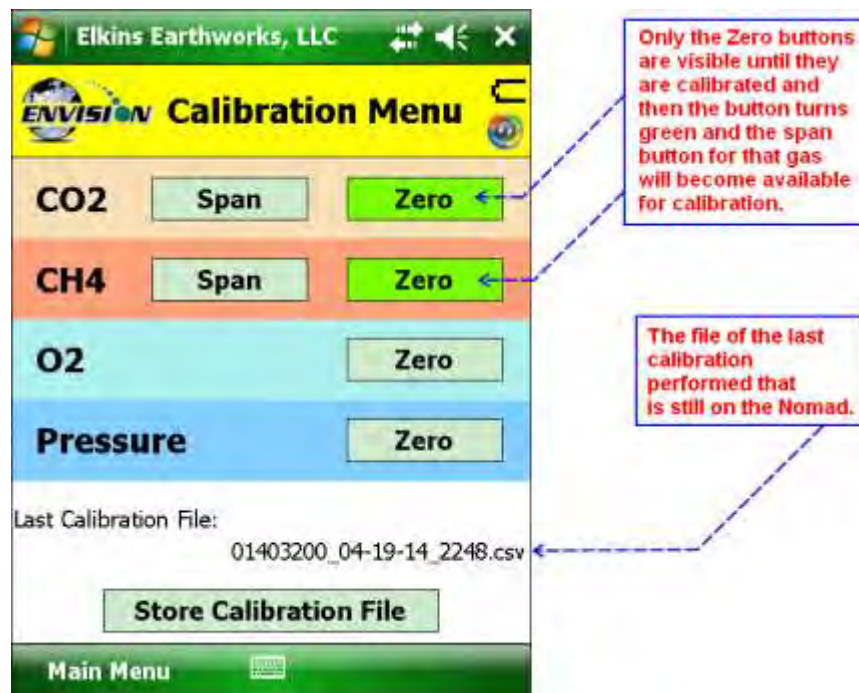 Elkins Earthworks, LLC
ENVISION Calibration Menu
CO2 Span Zero
CH4 Span Zero
O2 Zero
Pressure Zero
Last Calibration File:
01403200_04-19-14_2248.csv
Store Calibration File
Main Menu
Only the Zero buttons
are visible until they
are calibrated and
then the button turns
green and the span
button for that gas
will become available
for calibration.
The file of the last
calibration
performed that
is still on the Nomad.